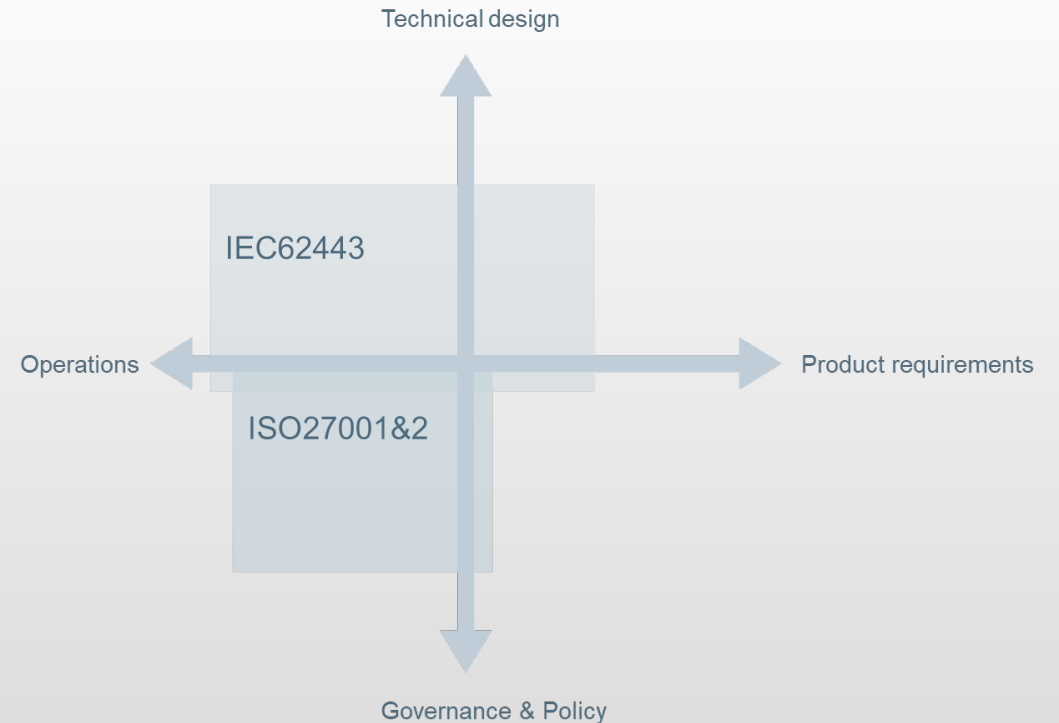 Technical design
IEC62443
Operations
Product requirements
ISO27001&2
Governance & Policy